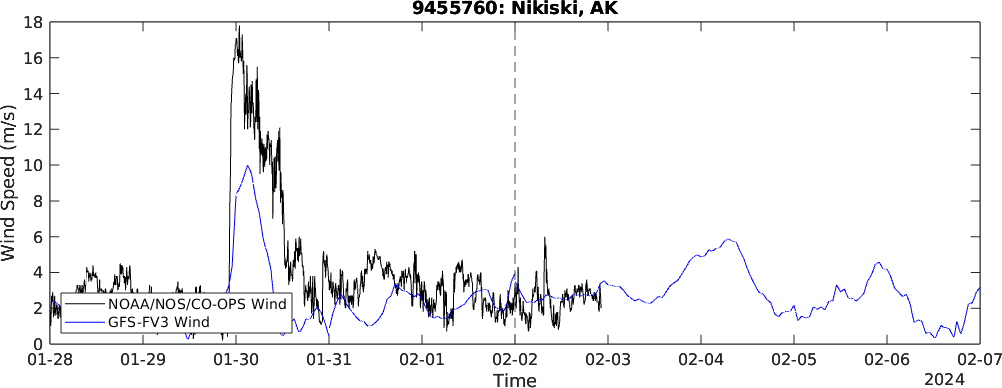 9455760: Nikiski, AK
Wind Speed (m/s)
18
16
14
12
10
8
6
4
2
0
NOAA/NOS/CO-OPS Wind
GFS-FV3 Wind
01-28 01-29 01-30 01-31 02-01 02-02 02-03 02-04 02-05 02-06 02-07
Time
2024